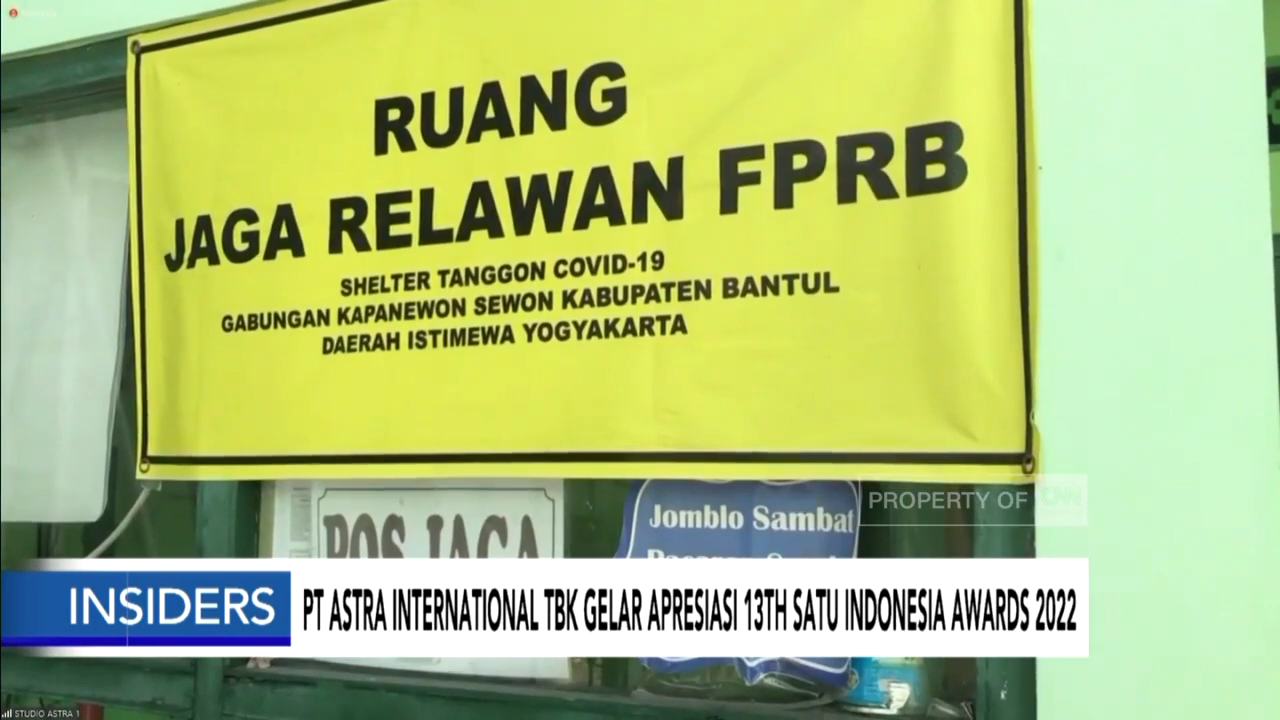 RUANG
JAGA RELAWAN FPRB
SHELTER TANGGON COVID-19
GABUNGAN KAPANEWON SEWON KABUPATEN BANTUL
DAERAH ISTIMEWA YOGYAKARTA
POS JAGA
Jomblo Sambat
PROPERTY OF CNN
INSIDERS
PT ASTRA INTERNATIONAL TBK GELAR APRESIASI 13TH SATU INDONESIA AWARDS 2022
STUDIO ASTRA 1